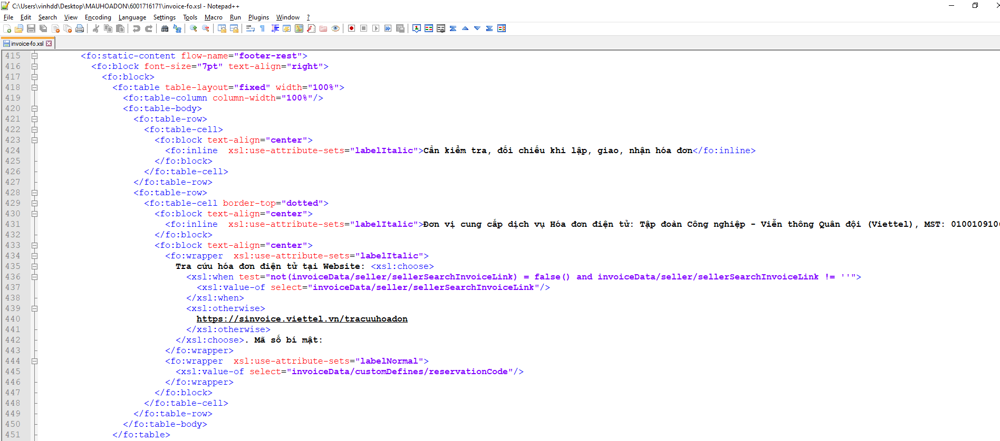 C:\Users\vinhdd\Desktop\MAUHOADON\6001716171\invoice-fo.xsl - Notepad++
File Edit Search View Encoding Language Settings Tools Macro Run Plugins Window ?
invoice-fo.xsl
415 <fo:static-content flow-name="footer-rest">
416 <fo:block font-size="7pt" text-align="right">
417 <fo:block>
418 <fo:table table-layout="fixed" width="100%">
419 <fo:table-column column-width="100%"/>
420 <fo:table-body>
421 <fo:table-row>
422 <fo:table-cell>
423 <fo:block text-align="center">
424 <fo:inline  xsl:use-attribute-sets="labelItalic">Cần kiểm tra, đối chiếu khi lập, giao, nhận hóa đơn</fo:inline>
425 </fo:block>
426 </fo:table-cell>
427 </fo:table-row>
428 <fo:table-row>
429 <fo:table-cell border-top="dotted">
430 <fo:block text-align="center">
431 <fo:inline  xsl:use-attribute-sets="labelItalic">Đơn vị cung cấp dịch vụ Hóa đơn điện tử: Tập đoàn Công nghiệp - Viễn thông Quân đội (Viettel), MST: 010010910
432 </fo:block>
433 <fo:block text-align="center">
434 <fo:wrapper  xsl:use-attribute-sets="labelItalic">
435 Tra cứu hóa đơn điện tử tại Website: <xsl:choose>
436 <xsl:when test="not(invoiceData/seller/sellerSearchInvoiceLink) = false() and invoiceData/seller/sellerSearchInvoiceLink != ''">
437 <xsl:value-of select="invoiceData/seller/sellerSearchInvoiceLink"/>
438 </xsl:when>
439 <xsl:otherwise>
440 https://sinvoice.viettel.vn/tracuuhoadon
441 </xsl:otherwise>
442 </xsl:choose>. Mã số bí mật:
443 </fo:wrapper>
444 <fo:wrapper  xsl:use-attribute-sets="labelNormal">
445 <xsl:value-of select="invoiceData/customDefines/reservationCode"/>
446 </fo:wrapper>
447 </fo:block>
448 </fo:table-cell>
449 </fo:table-row>
450 </fo:table-body>
451 </fo:table>